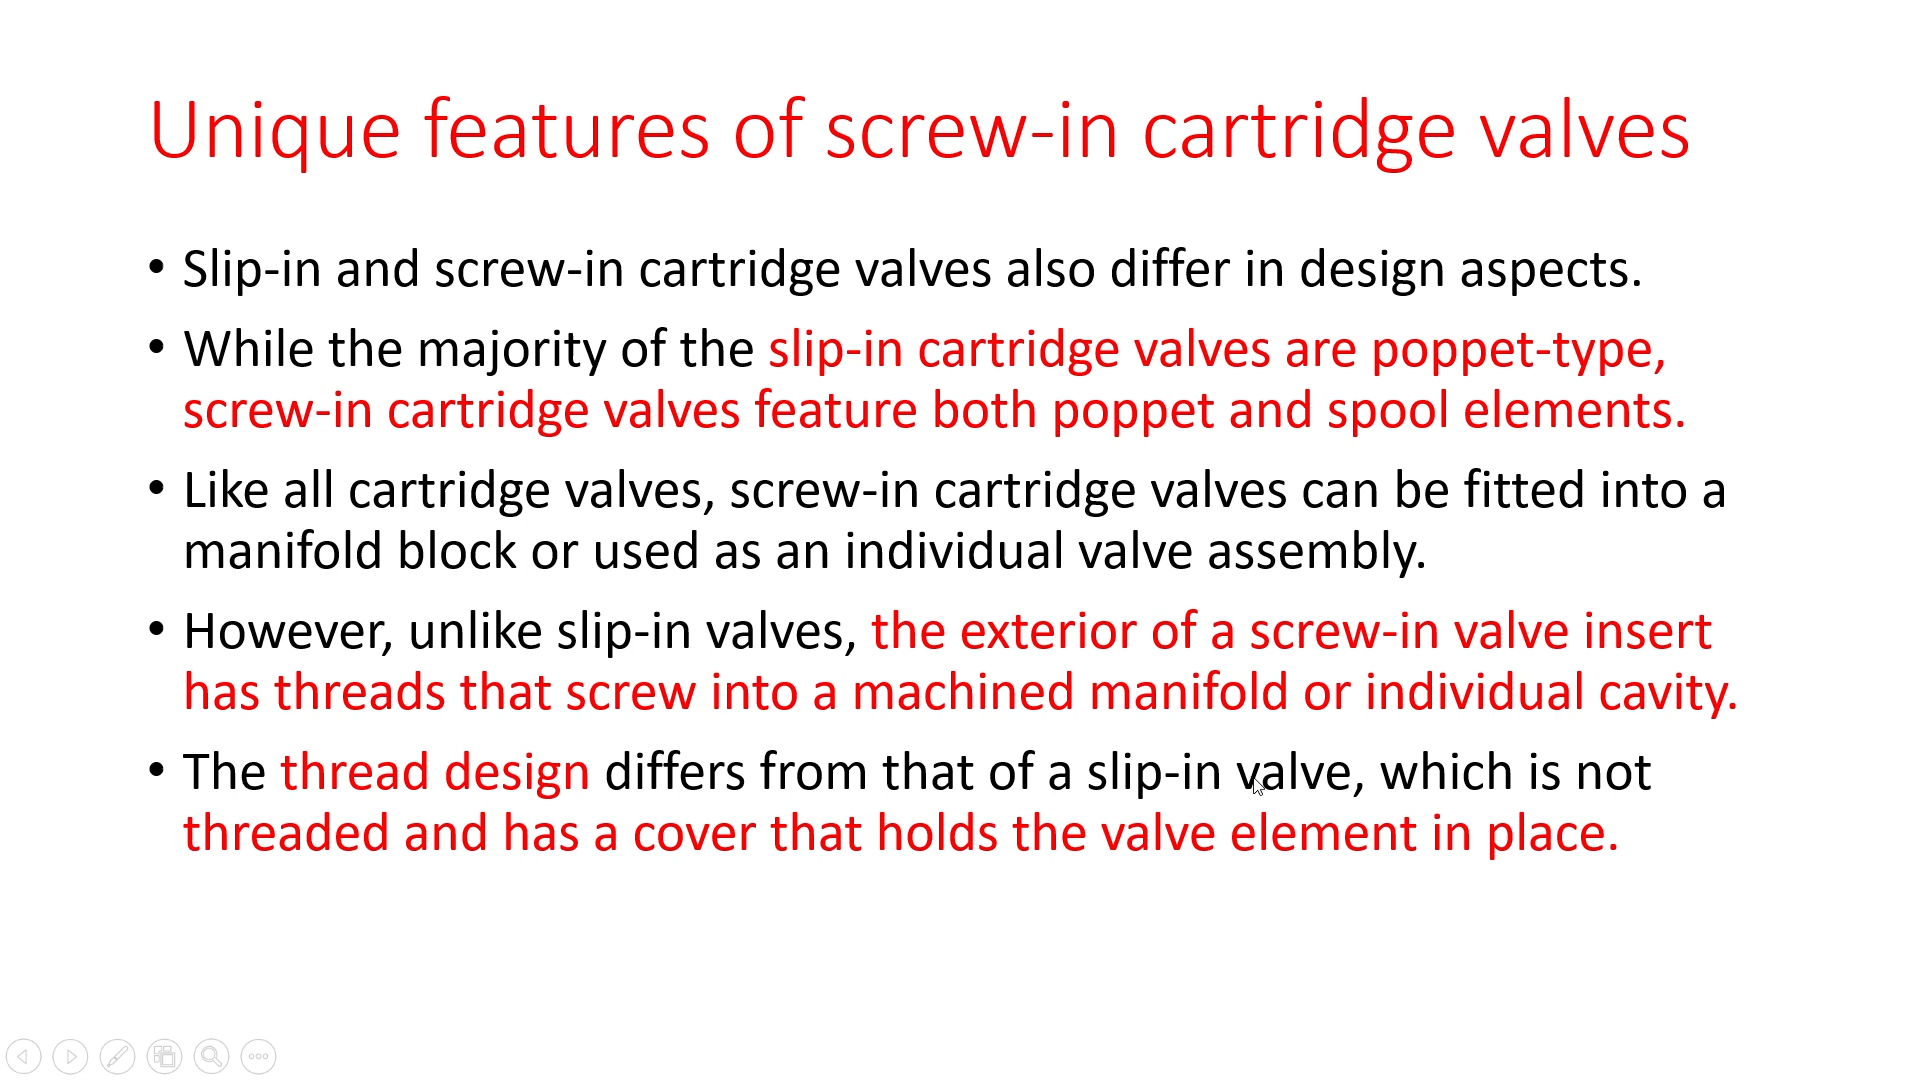 Unique features of screw-in cartridge valves
• Slip-in and screw-in cartridge valves also differ in design aspects.
• While the majority of the slip-in cartridge valves are poppet-type,
screw-in cartridge valves feature both poppet and spool elements.
• Like all cartridge valves, screw-in cartridge valves can be fitted into a
manifold block or used as an individual valve assembly.
• However, unlike slip-in valves, the exterior of a screw-in valve insert
has threads that screw into a machined manifold or individual cavity.
• The thread design differs from that of a slip-in valve, which is not
threaded and has a cover that holds the valve element in place.